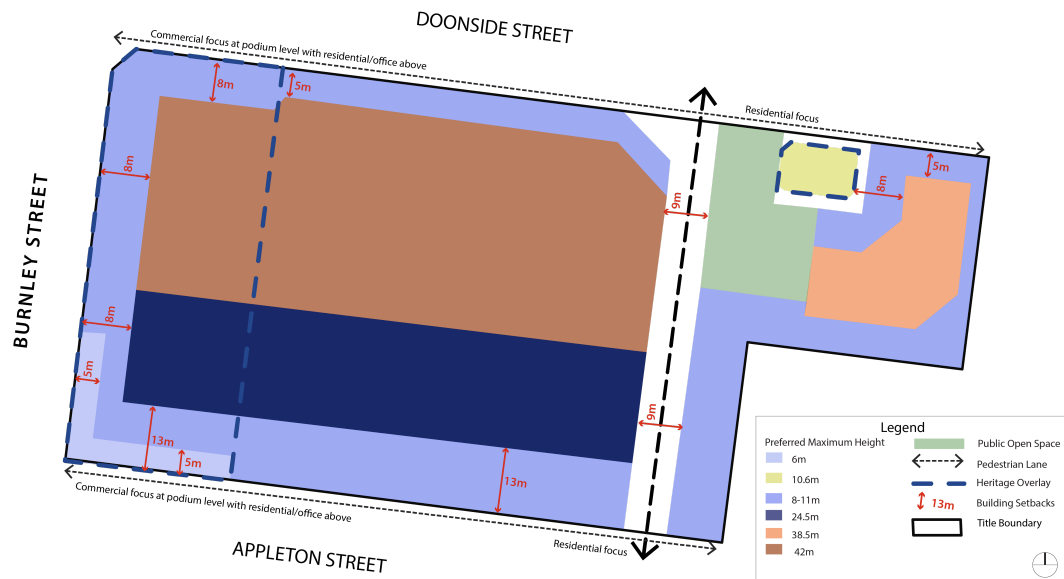 DOONSIDE STREET
Commercial focus at podium level with residential/office above
Residential focus
8m
5m
5m
8m
8m
9m
BURNLEY STREET
8m
5m
9m
13m
5m
13m
Commercial focus at podium level with residential/office above
Residential focus
APPLETON STREET
Legend
Preferred Maximum Height
6m
10.6m
8-11m
24.5m
38.5m
42m
Public Open Space
Pedestrian Lane
Heritage Overlay
13m
Building Setbacks
Title Boundary